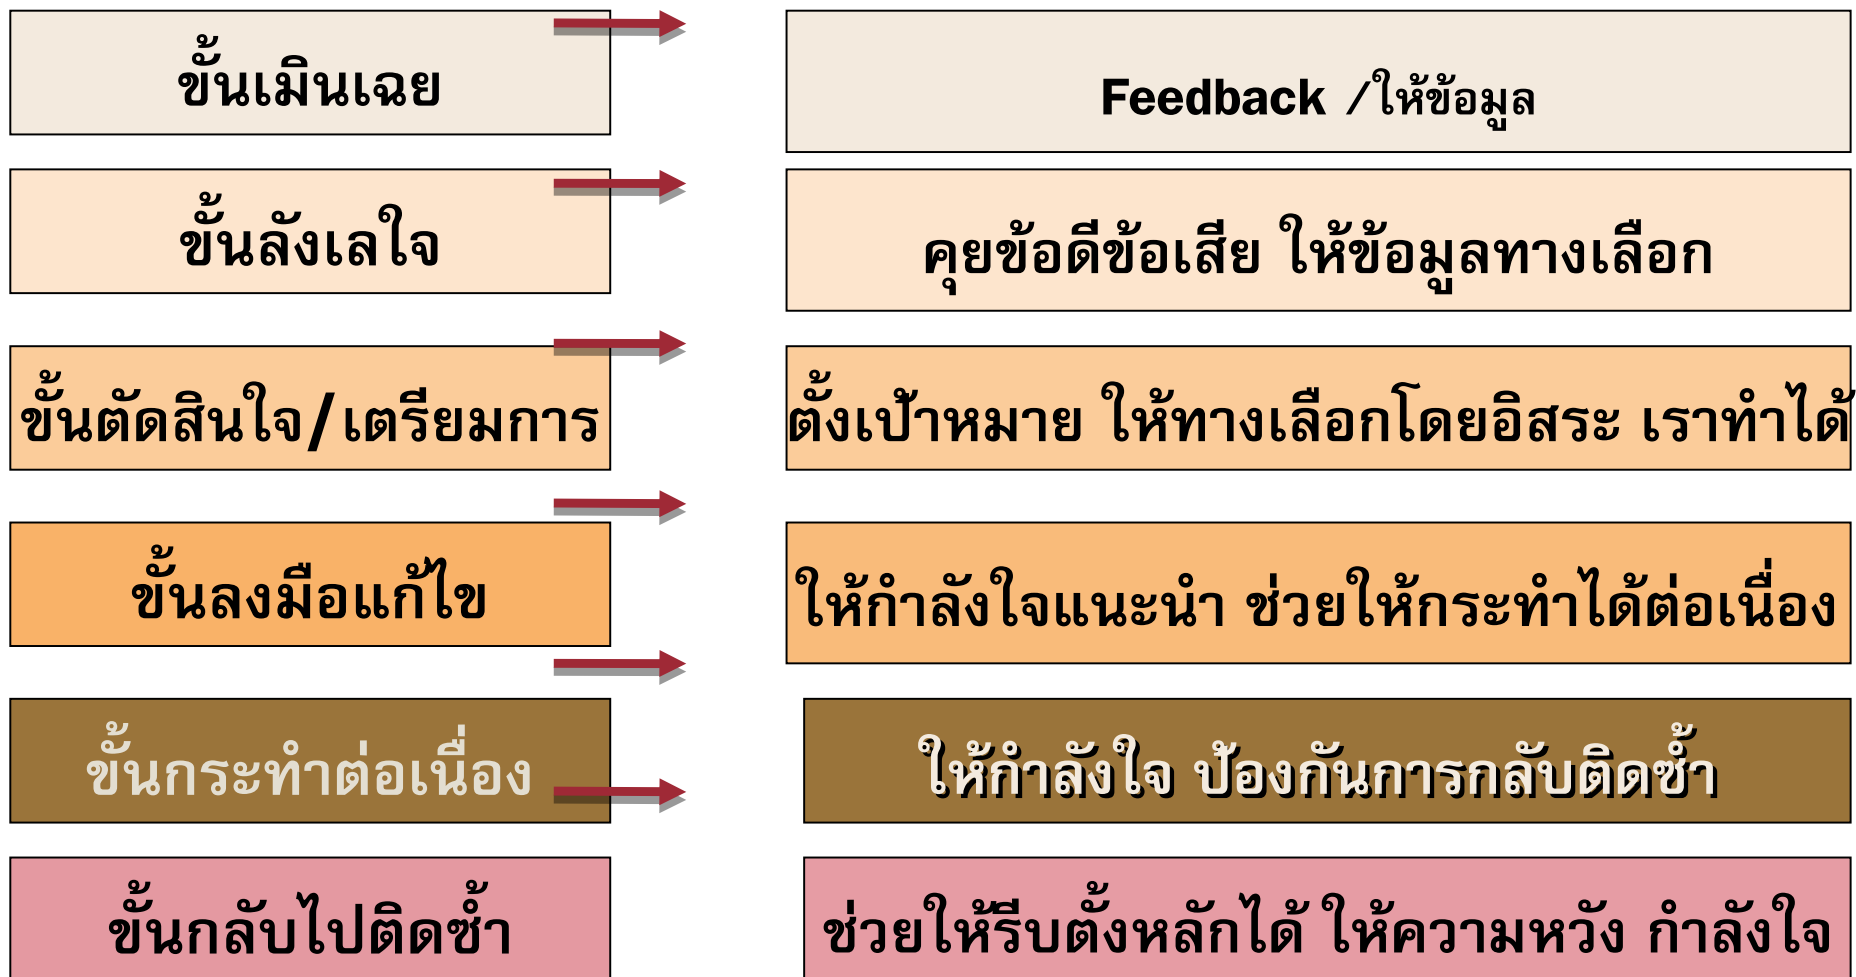 ขั้นเมินเฉย
Feedback /ให้ข้อมูล
ขั้นลังเลใจ
คุยข้อดีข้อเสีย ให้ข้อมูลทางเลือก
ขั้นตัดสินใจ/เตรียมการ
ตั้งเป้าหมาย ให้ทางเลือกโดยอิสระ เราทำได้
ขั้นลงมือแก้ไข
ให้กำลังใจแนะนำ ช่วยให้กระทำได้ต่อเนื่อง
ขั้นกระทำต่อเนื่อง
ให้กำลังใจ ป้องกันการกลับติดซ้ำ
ขั้นกลับไปติดซ้ำ
ช่วยให้รีบตั้งหลักได้ ให้ความหวัง กำลังใจ